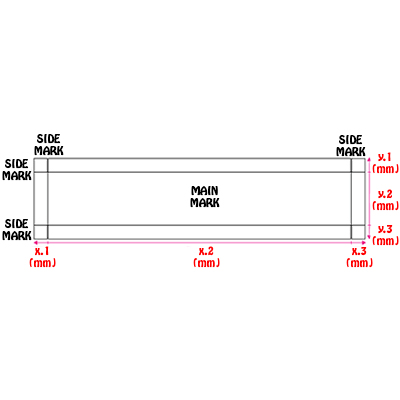 SIDE
MARK
SIDE
MARK
SIDE
MARK
MAIN
MARK
SIDE
MARK
y.1
(mm)
y.2
(mm)
y.3
(mm)
x.1
(mm)
x.2
(mm)
x.3
(mm)